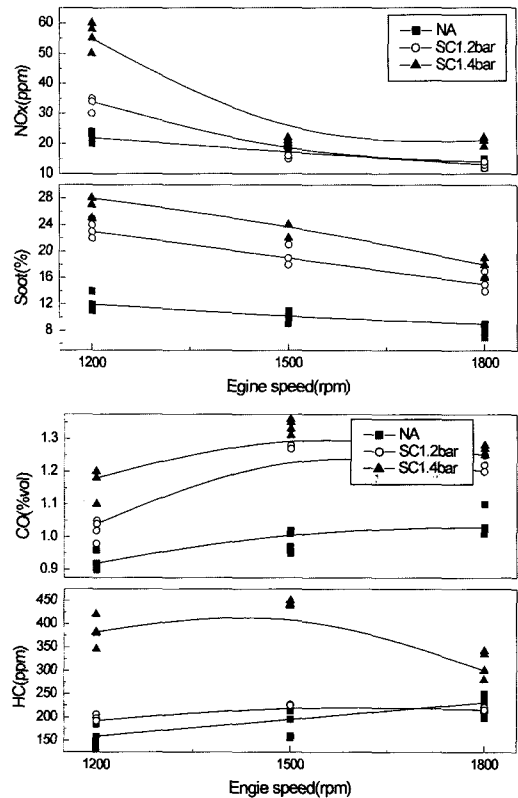 60
50
40
30
20
10
NOx(ppm)
NA
SC1.2bar
SC1.4bar
28
24
20
16
12
8
Soot(%)
1200
1500
1800
Egine speed(rpm)
1.3
1.2
1.1
1.0
0.9
CO(%vol)
NA
SC1.2bar
SC1.4bar
450
400
350
300
250
200
150
HC(ppm)
1200
1500
1800
Engie speed(rpm)